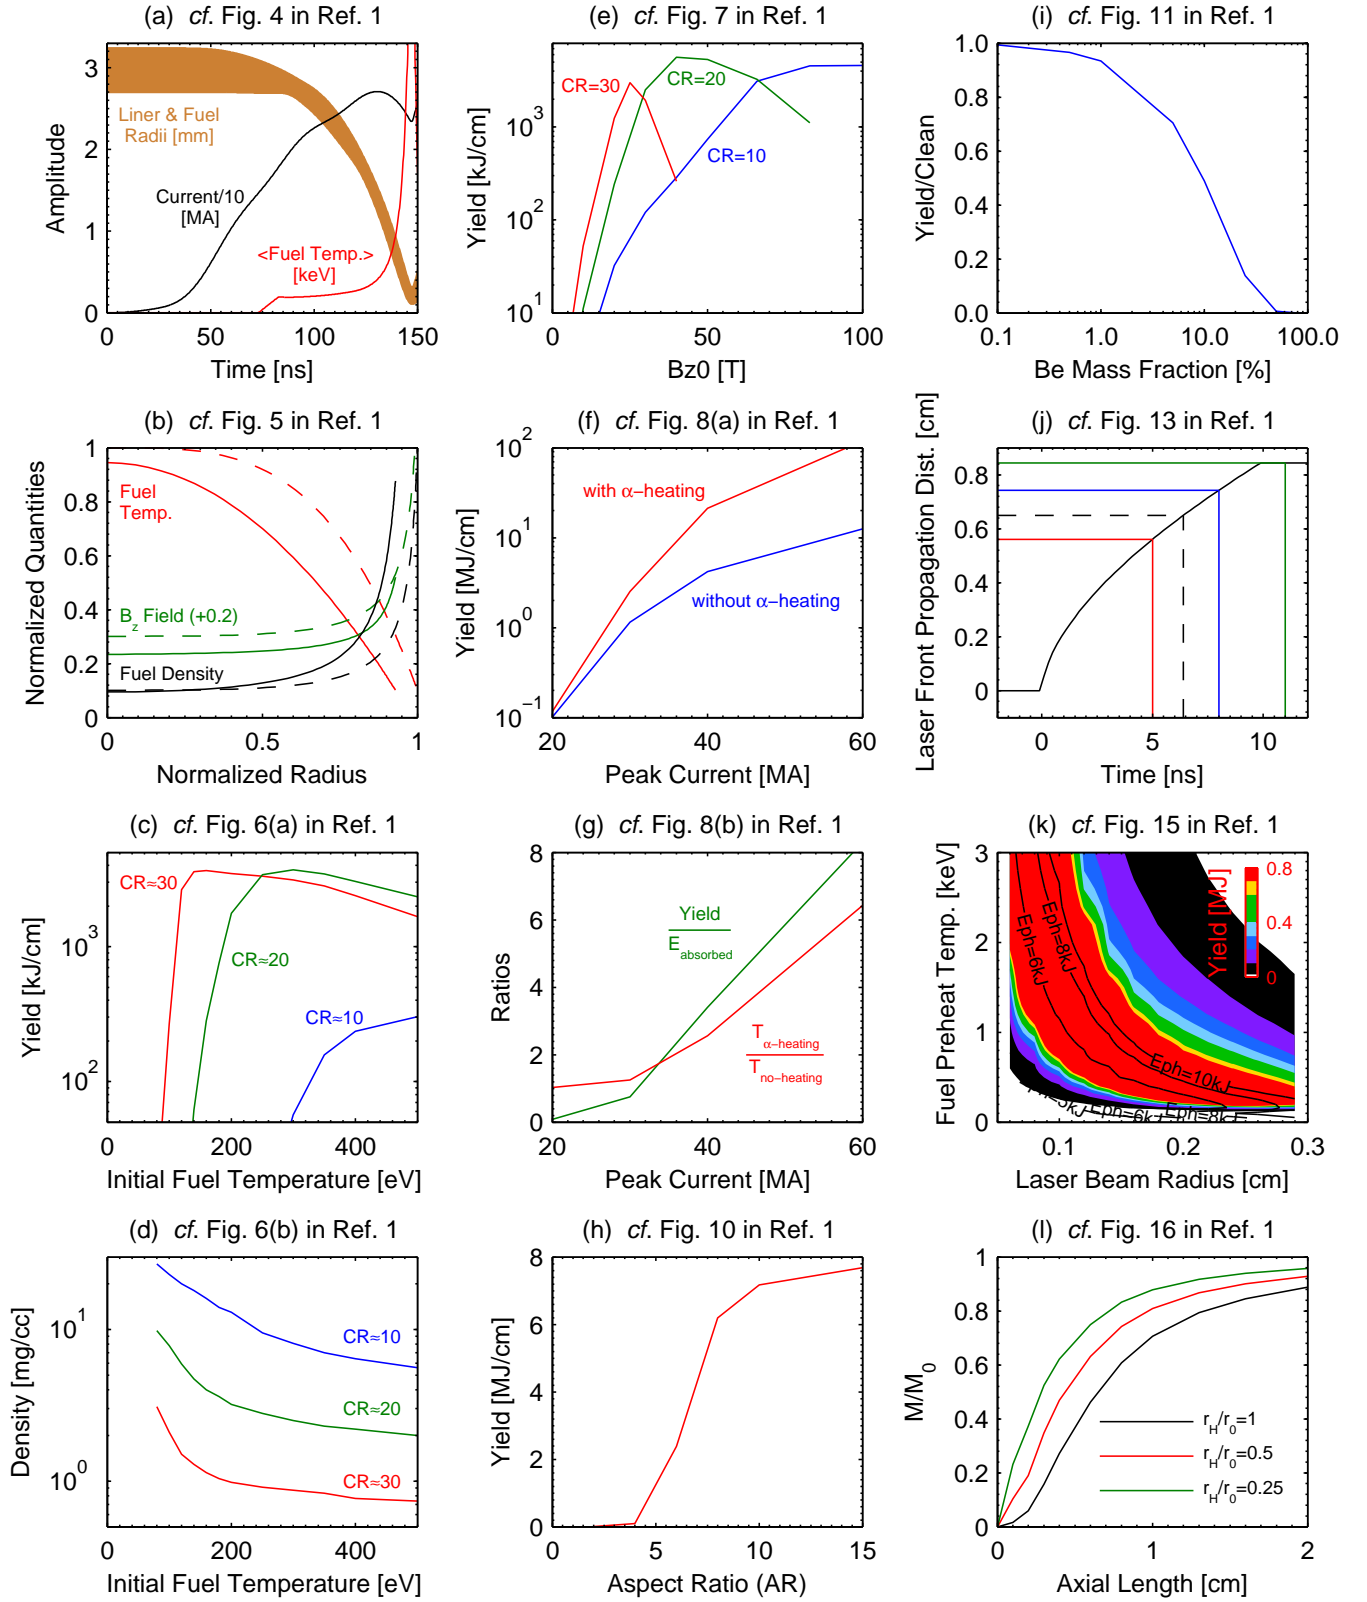 (a) cf. Fig. 4 in Ref. 1
Amplitude
3
2
1
0
Liner & Fuel
Radii [mm]
Current/10
[MA]
<Fuel Temp.>
[keV]
0 50 100 150
Time [ns]
(e) cf. Fig. 7 in Ref. 1
Yield [kJ/cm]
10^3
10^2
10^1
CR=30
CR=20
CR=10
0 50 100
Bz0 [T]
(i) cf. Fig. 11 in Ref. 1
Yield/Clean
1.0
0.8
0.6
0.4
0.2
0.0
0.1 1.0 10.0 100.0
Be Mass Fraction [%]
(b) cf. Fig. 5 in Ref. 1
Normalized Quantities
1
0.8
0.6
0.4
0.2
0
Fuel
Temp.
B_z Field (+0.2)
Fuel Density
0 0.5 1
Normalized Radius
(f) cf. Fig. 8(a) in Ref. 1
Yield [MJ/cm]
10^2
10^1
10^0
10^−1
with α−heating
without α−heating
20 30 40 50 60
Peak Current [MA]
(j) cf. Fig. 13 in Ref. 1
Laser Front Propagation Dist. [cm]
0.8
0.6
0.4
0.2
0
0 5 10
Time [ns]
(c) cf. Fig. 6(a) in Ref. 1
Yield [kJ/cm]
10^3
10^2
CR≈30
CR≈20
CR≈10
0 200 400
Initial Fuel Temperature [eV]
(g) cf. Fig. 8(b) in Ref. 1
Ratios
8
6
4
2
0
Yield
E_absorbed
T_α−heating
T_no−heating
20 30 40 50 60
Peak Current [MA]
(k) cf. Fig. 15 in Ref. 1
Fuel Preheat Temp. [keV]
3
2
1
0
Yield [MJ]
0.8
0.4
0
Eph=6kJ
Eph=8kJ
Eph=10kJ
Eph=6kJ
Eph=8kJ
0.1 0.2 0.3
Laser Beam Radius [cm]
(d) cf. Fig. 6(b) in Ref. 1
Density [mg/cc]
10^1
10^0
CR≈10
CR≈20
CR≈30
0 200 400
Initial Fuel Temperature [eV]
(h) cf. Fig. 10 in Ref. 1
Yield [MJ/cm]
8
6
4
2
0
0 5 10 15
Aspect Ratio (AR)
(l) cf. Fig. 16 in Ref. 1
M/M_0
1
0.8
0.6
0.4
0.2
0
r_H/r_0=1
r_H/r_0=0.5
r_H/r_0=0.25
0 1 2
Axial Length [cm]